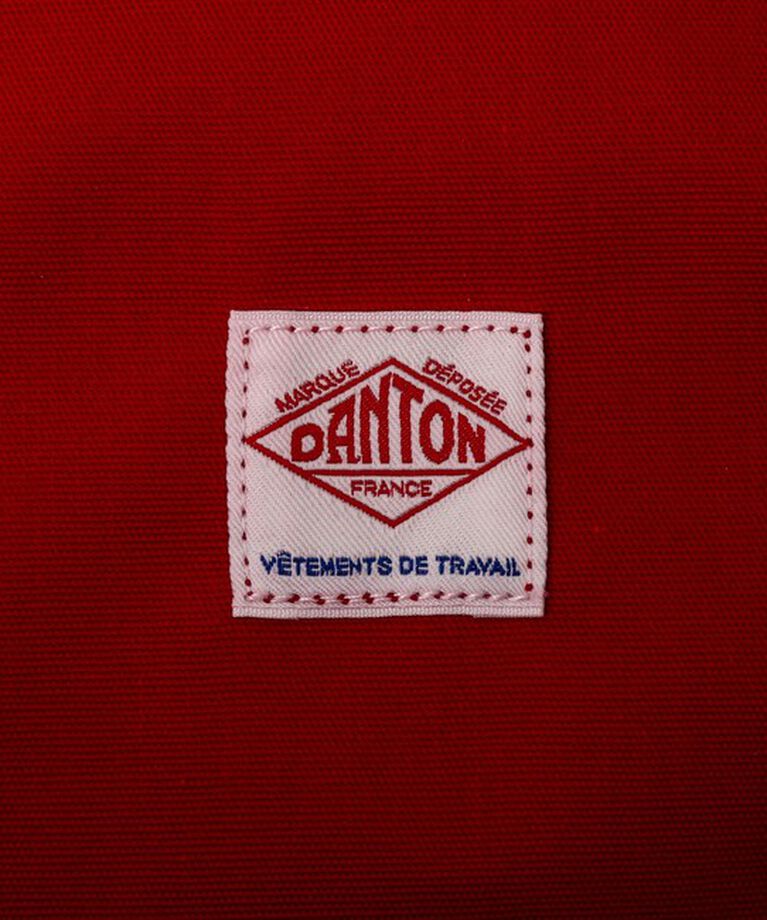 MARQUE DÉPOSÉE
DANTON
FRANCE
VÊTEMENTS DE TRAVAIL